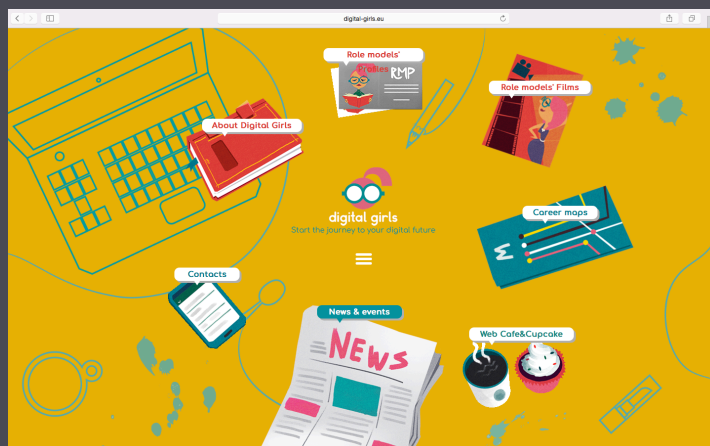 digital-girls.eu
Role models'
Profiles
RMP
Role models' Films
About Digital Girls
digital girls
Start the journey to your digital future
Career maps
Contacts
News & events
NEWS
Web Cafe&Cupcake